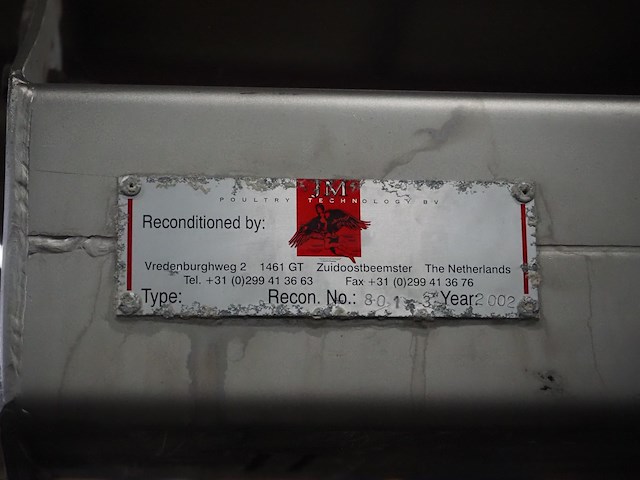 JM
POULTRY TECHNOLOGY BV
Reconditioned by:
Vredenburghweg 2 1461 GT Zuidoostbeemster The Netherlands
Tel. +31 (0)299 41 36 63 Fax +31 (0)299 41 36 76
Type: Recon. No.: Year: 2002